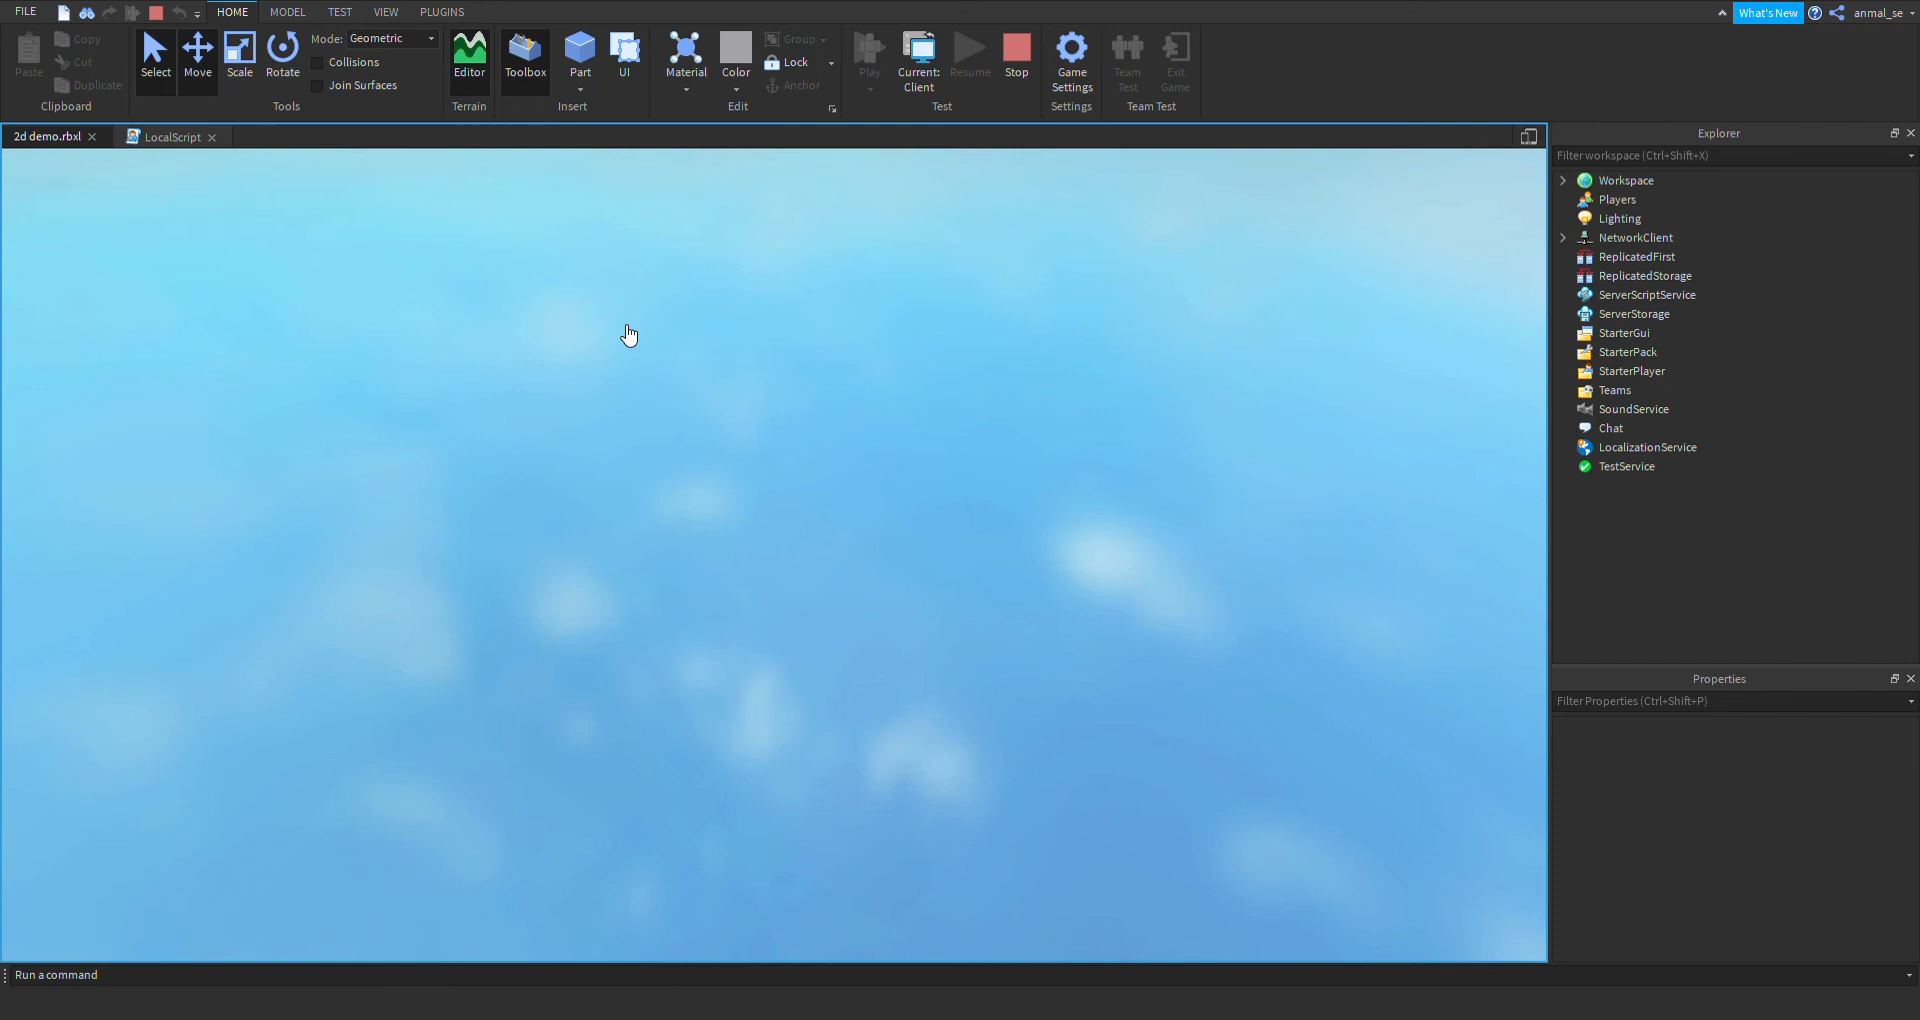 FILE
HOME
MODEL
TEST
VIEW
PLUGINS
What's New
anmal_se
Paste
Copy
Cut
Duplicate
Clipboard
Select
Move
Scale
Rotate
Mode: Geometric
Collisions
Join Surfaces
Tools
Editor
Terrain
Toolbox
Part
UI
Insert
Material
Color
Group
Lock
Anchor
Edit
Play
Current:
Client
Resume
Stop
Test
Game
Settings
Settings
Team
Test
Exit
Game
Team Test
2d demo.rbxl
LocalScript
Explorer
Filter workspace (Ctrl+Shift+X)
Workspace
Players
Lighting
NetworkClient
ReplicatedFirst
ReplicatedStorage
ServerScriptService
ServerStorage
StarterGui
StarterPack
StarterPlayer
Teams
SoundService
Chat
LocalizationService
TestService
Properties
Filter Properties (Ctrl+Shift+P)
Run a command